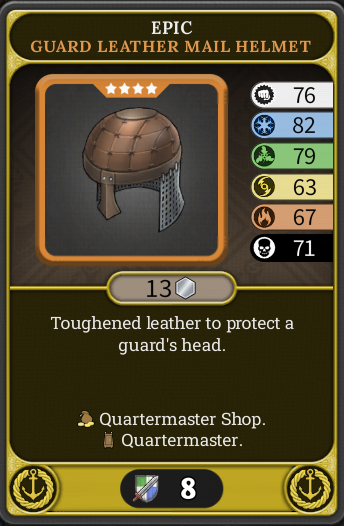 EPIC
GUARD LEATHER MAIL HELMET
76
82
79
63
67
71
13
Toughened leather to protect a
guard's head.
Quartermaster Shop.
Quartermaster.
8